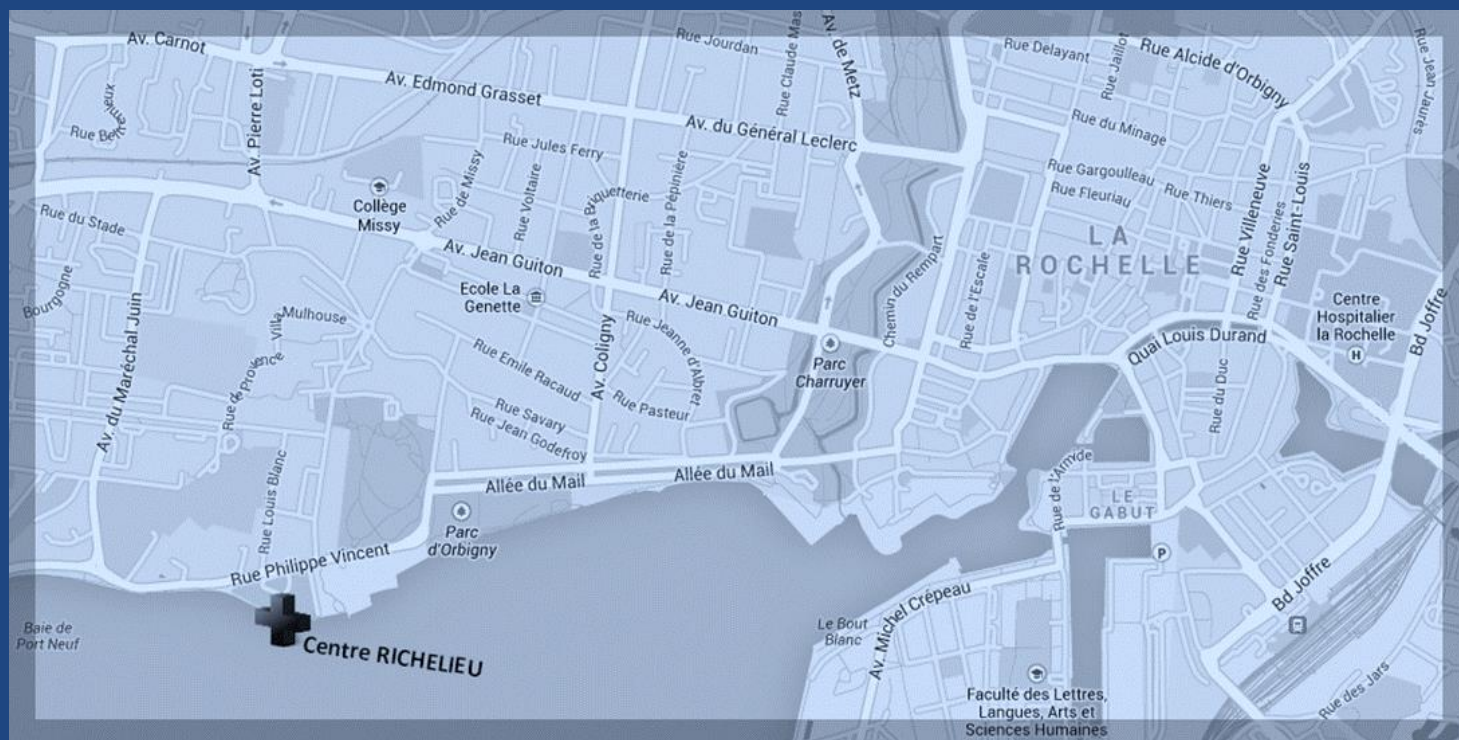 Av. Carnot
Av. Pierre Loti
Av. Edmond Grasset
Rue Jourdan
Rue Claude Mas
Av. de Metz
Rue Delayant
Rue Jaillot
Rue Alcide d'Orbigny
Rue Jean Jaurès
Rue Jules Ferry
Av. du Général Leclerc
Rue du Minage
Rue Gargoulleau
Rue Thiers
Rue Fleuriau
Rue Villeneuve
Rue des Fonderies
Rue Saint-Louis
Rue du Stade
Collège
Missy
Rue de Missy
Rue Voltaire
Rue de la Briquetterie
Rue de la Pépinière
LA
ROCHELLE
Av. Jean Guiton
Av. Jean Guiton
Chemin du Rempart
Rue de l'Escale
Bourgogne
Av. du Maréchal Juin
Villa
Mulhouse
Rue de Provence
Ecole La
Genette
Av. Coligny
Rue Jeanne d'Albret
Rue Emile Racaud
Rue Pasteur
Rue Savary
Rue Jean Godefroy
Parc
Charruyer
Quai Louis Durand
Rue du Duc
Centre
Hospitalier
la Rochelle
H
Bd Joffre
Allée du Mail
Allée du Mail
Rue Louis Blanc
Parc
d'Orbigny
Rue Philippe Vincent
Rue de l'Armide
LE
GABUT
P
Bd Joffre
Baie de
Port Neuf
Centre RICHELIEU
Le Bout
Blanc
Av. Michel Crépeau
Faculté des Lettres,
Langues, Arts et
Sciences Humaines
Rue des Jars